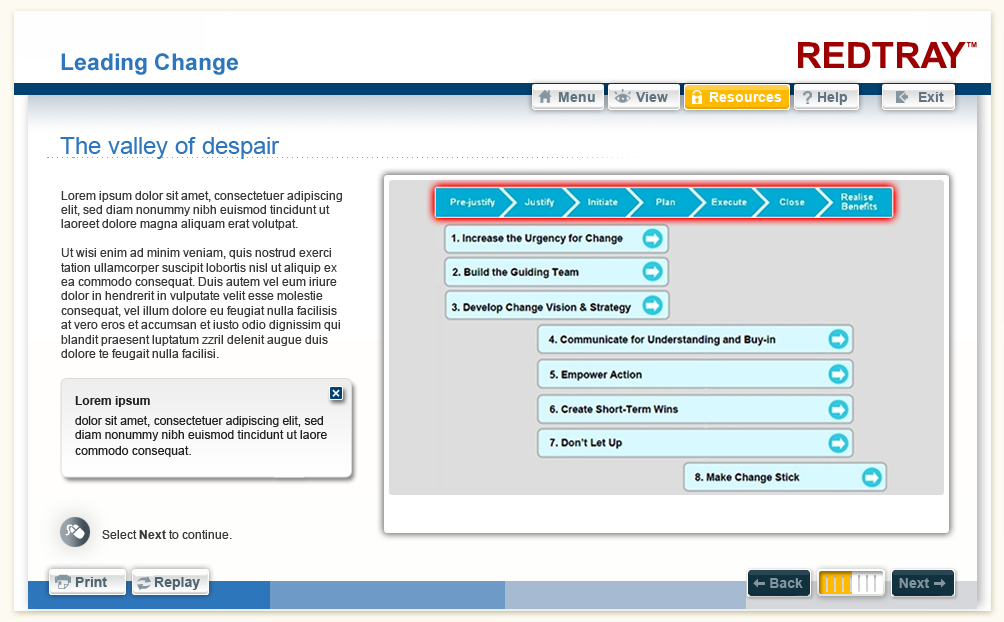 Leading Change
REDTRAY™
Menu
View
Resources
? Help
Exit
The valley of despair
Lorem ipsum dolor sit amet, consectetuer adipiscing
elit, sed diam nonummy nibh euismod tincidunt ut
laoreet dolore magna aliquam erat volutpat.
Ut wisi enim ad minim veniam, quis nostrud exerci
tation ullamcorper suscipit lobortis nisl ut aliquip ex
ea commodo consequat. Duis autem vel eum iriure
dolor in hendrerit in vulputate velit esse molestie
consequat, vel illum dolore eu feugiat nulla facilisis
at vero eros et accumsan et iusto odio dignissim qui
blandit praesent luptatum zzril delenit augue duis
dolore te feugait nulla facilisi.
Lorem ipsum
dolor sit amet, consectetuer adipiscing elit, sed
diam nonummy nibh euismod tincidunt ut laore
commodo consequat.
Select Next to continue.
Pre-justify
Justify
Initiate
Plan
Execute
Close
Realise
Benefits
1. Increase the Urgency for Change
2. Build the Guiding Team
3. Develop Change Vision & Strategy
4. Communicate for Understanding and Buy-in
5. Empower Action
6. Create Short-Term Wins
7. Don't Let Up
8. Make Change Stick
Print
Replay
Back
Next